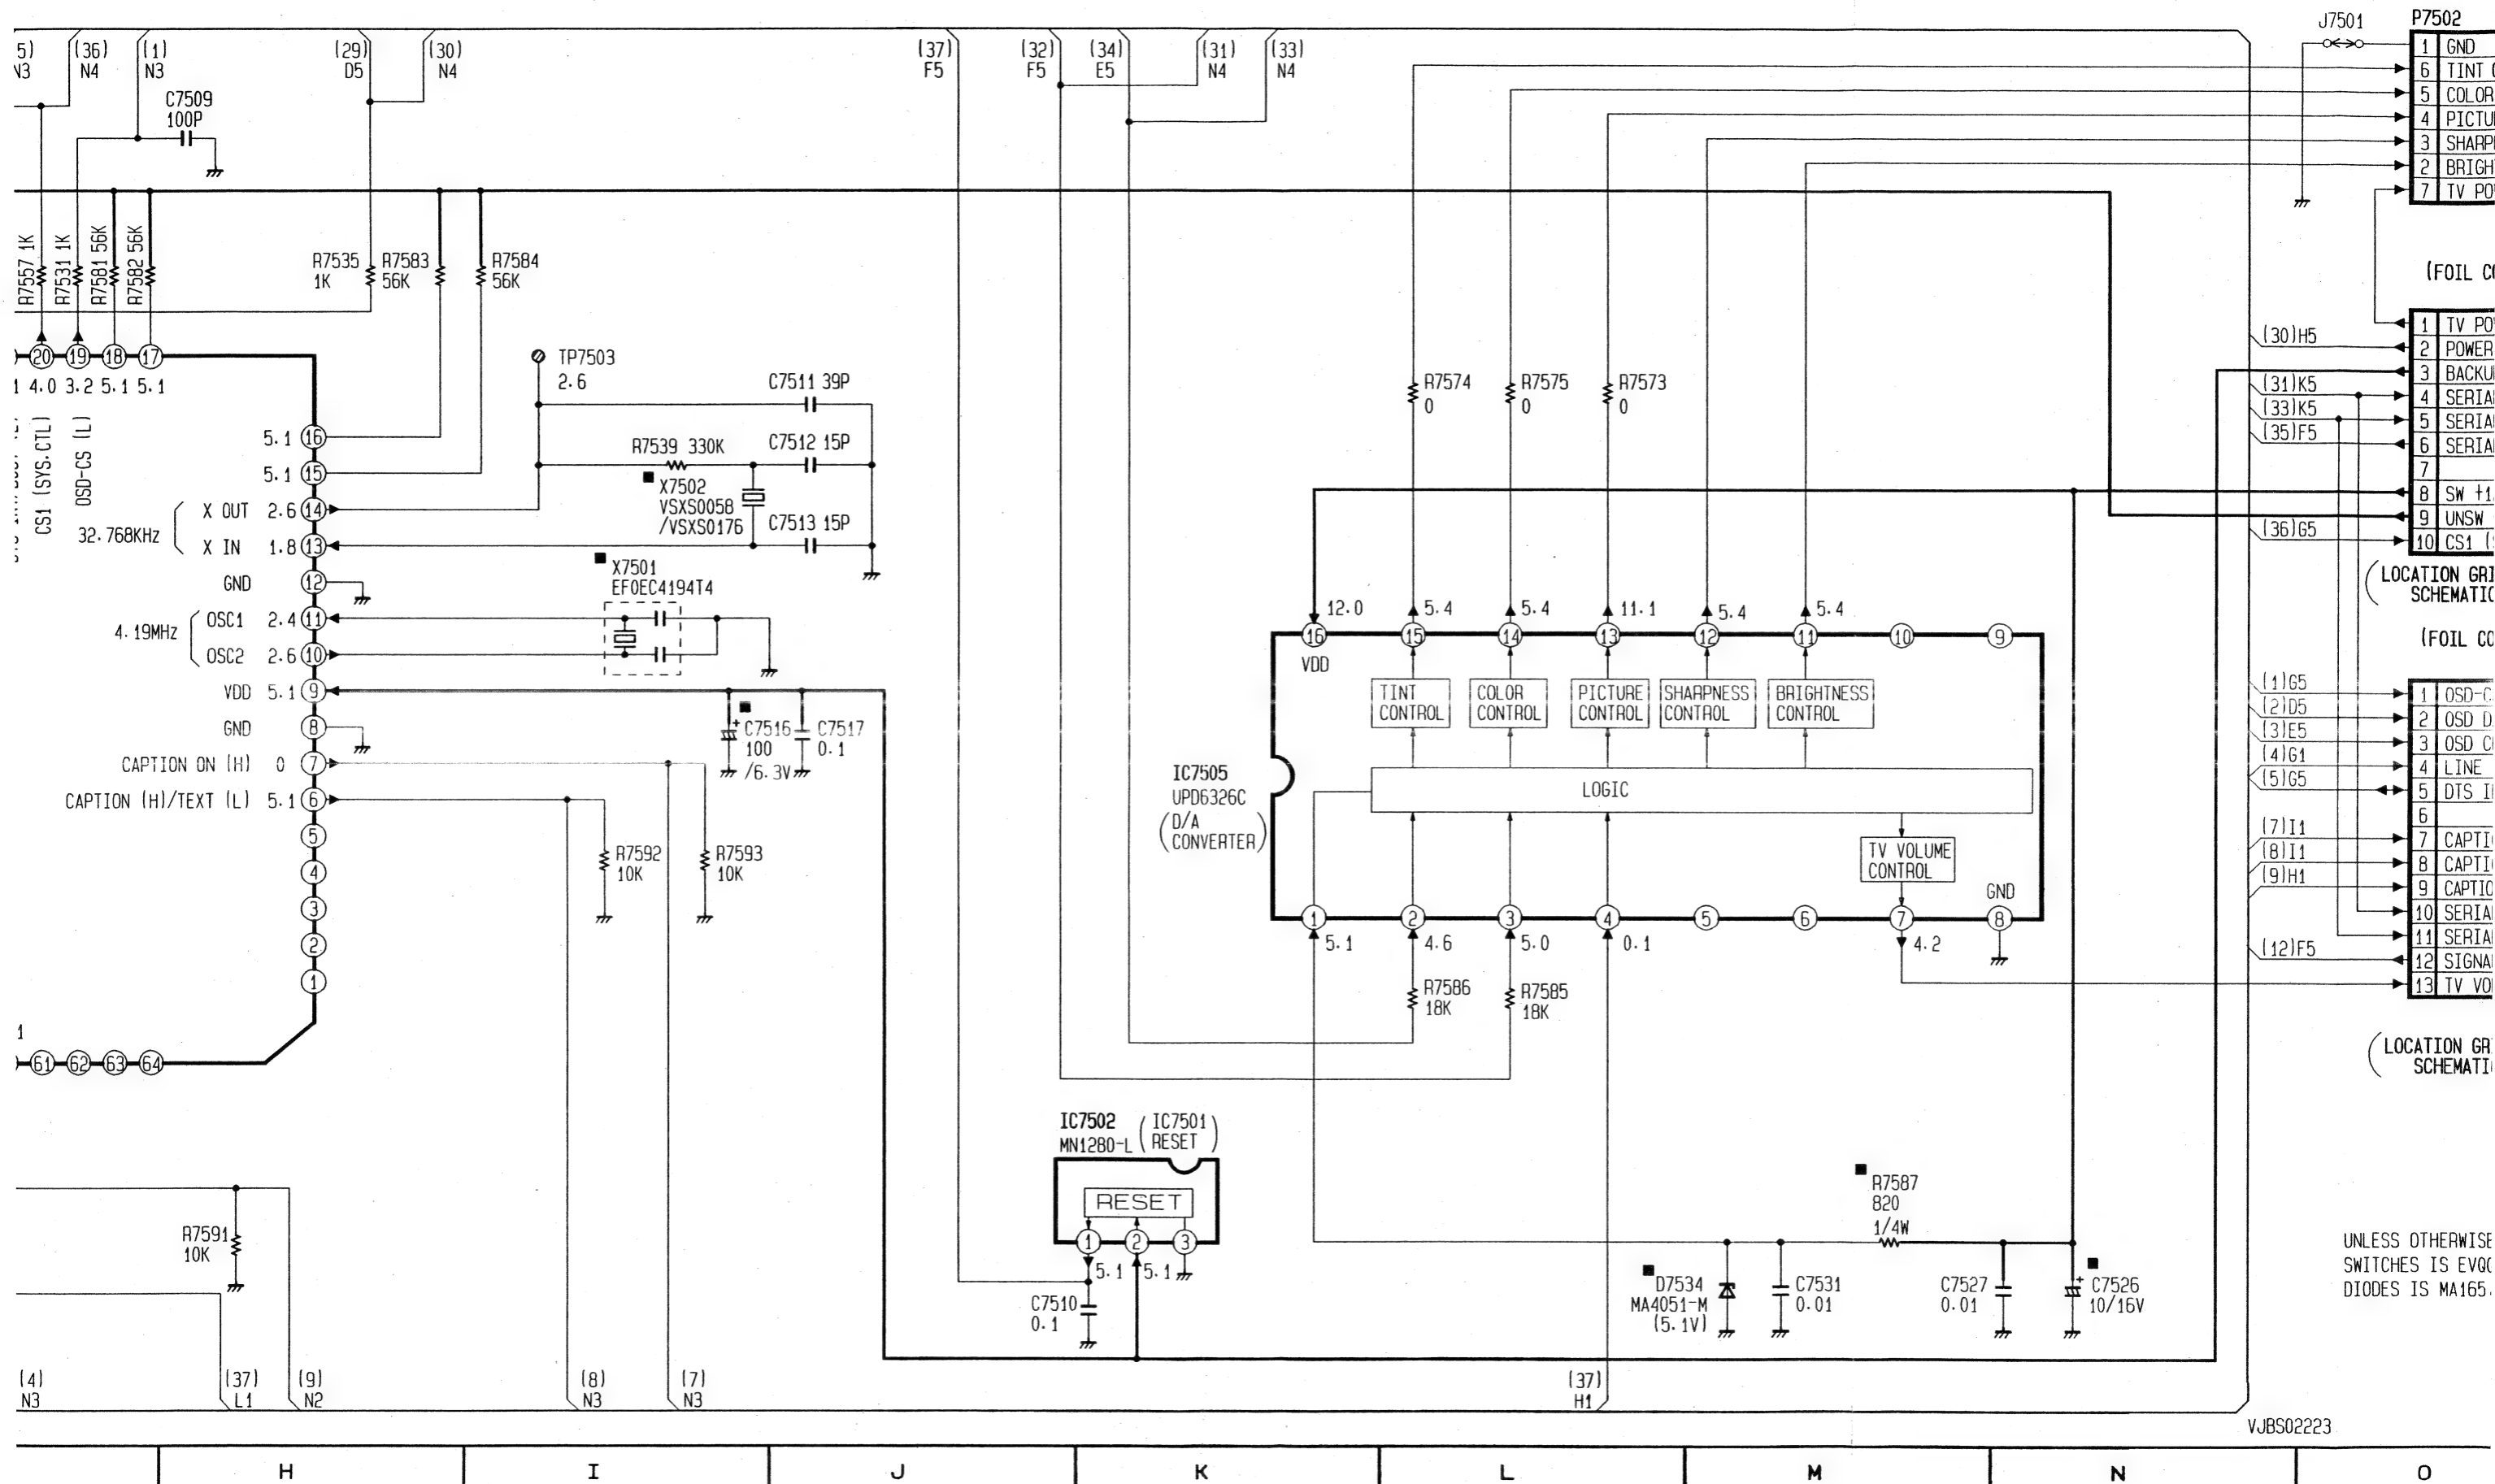 5) (36) (1) (29) (30) (37) (32) (34) (31) (33)
N3 N4 N3 D5 N4 F5 F5 E5 N4 N4
J7501
P7502
1 GND
6 TINT
5 COLOR
4 PICTU
3 SHARP
2 BRIGH
7 TV PO
C7509
100P
R7557 1K
R7531 1K
R7581 56K
R7582 56K
R7535
1K
R7583
56K
R7584
56K
(FOIL
20 19 18 17
1 4.0 3.2 5.1 5.1
CS1 (SYS.CTL)
OSD-CS (L)
TP7503
2.6
C7511 39P
R7539 330K
C7512 15P
X7502
VSXS0058
/VSXS0176
C7513 15P
X7501
EFOEC4194T4
5.1 16
5.1 15
X OUT 2.6 14
32.768KHz
X IN 1.8 13
GND 12
OSC1 2.4 11
4.19MHz
OSC2 2.6 10
VDD 5.1 9
GND 8
CAPTION ON (H) 0 7
CAPTION (H)/TEXT (L) 5.1 6
5
4
3
2
1
C7516
100
/6.3V
C7517
0.1
R7592
10K
R7593
10K
1
61 62 63 64
R7591
10K
R7574
0
R7575
0
R7573
0
12.0 5.4 5.4 11.1 5.4 5.4
16 15 14 13 12 11 10 9
VDD
TINT
CONTROL
COLOR
CONTROL
PICTURE
CONTROL
SHARPNESS
CONTROL
BRIGHTNESS
CONTROL
IC7505
UPD6326C
(D/A
CONVERTER)
LOGIC
TV VOLUME
CONTROL
GND
1 2 3 4 5 6 7 8
5.1 4.6 5.0 0.1 4.2
R7586
18K
R7585
18K
IC7502
MN1280-L
(IC7501
RESET)
RESET
1 2 3
5.1 5.1
C7510
0.1
R7587
820
1/4W
D7534
MA4051-M
(5.1V)
C7531
0.01
C7527
0.01
C7526
10/16V
(30)H5
(31)K5
(33)K5
(35)F5
(36)G5
1 TV PO
2 POWER
3 BACKU
4 SERIA
5 SERIA
6 SERIA
7
8 SW +1
9 UNSW
10 CS1 (
(LOCATION GRI
SCHEMATIC
(FOIL CO
(1)G5
(2)D5
(3)E5
(4)G1
(5)G5
(7)I1
(8)I1
(9)H1
(12)F5
1 OSD-C
2 OSD D
3 OSD C
4 LINE
5 DTS I
6
7 CAPTI
8 CAPTI
9 CAPTIO
10 SERIA
11 SERIA
12 SIGNA
13 TV VO
(LOCATION GR
SCHEMATI
UNLESS OTHERWISE
SWITCHES IS EVQ
DIODES IS MA165.
(4) (37) (9) (8) (7) (37)
N3 L1 N2 N3 N3 H1
VJBS02223
H I J K L M N O